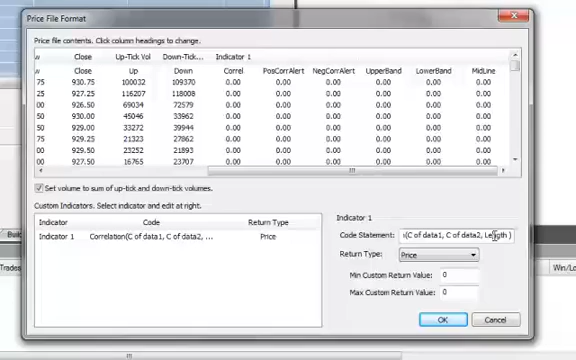 Price File Format
Price file contents. Click column headings to change.
w Close Up-Tick Vol Down-Tick... Indicator 1
w Close Up Down Correl PosCorrAlert NegCorrAlert UpperBand LowerBand MidLine
75 930.75 100032 109370 0.00 0.00 0.00 0.00 0.00 0.00
25 927.25 116207 118008 0.00 0.00 0.00 0.00 0.00 0.00
00 926.50 69034 72579 0.00 0.00 0.00 0.00 0.00 0.00
50 930.00 45046 39962 0.00 0.00 0.00 0.00 0.00 0.00
50 929.00 33272 39944 0.00 0.00 0.00 0.00 0.00 0.00
75 929.25 21323 27862 0.00 0.00 0.00 0.00 0.00 0.00
00 929.50 23252 21893 0.00 0.00 0.00 0.00 0.00 0.00
00 927.50 16765 23707 0.00 0.00 0.00 0.00 0.00 0.00
Set volume to sum of up-tick and down-tick volumes.
Custom Indicators. Select indicator and edit at right.
Indicator Code Return Type
Indicator 1 Correlation(C of data1, C of data2, ... Price
Indicator 1
Code Statement: (C of data1, C of data2, Length )
Return Type: Price
Min Custom Return Value: 0
Max Custom Return Value: 0
OK Cancel
Trades
Win/Lo